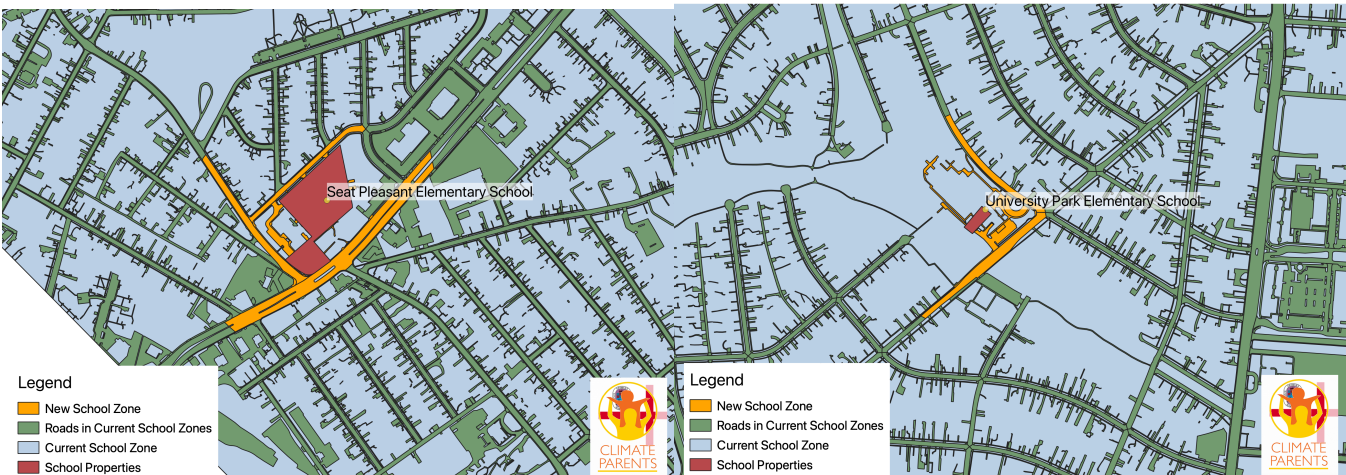 Seat Pleasant Elementary School
Legend
New School Zone
Roads in Current School Zones
Current School Zone
School Properties
CLIMATE
PARENTS
University Park Elementary School
Legend
New School Zone
Roads in Current School Zones
Current School Zone
School Properties
CLIMATE
PARENTS